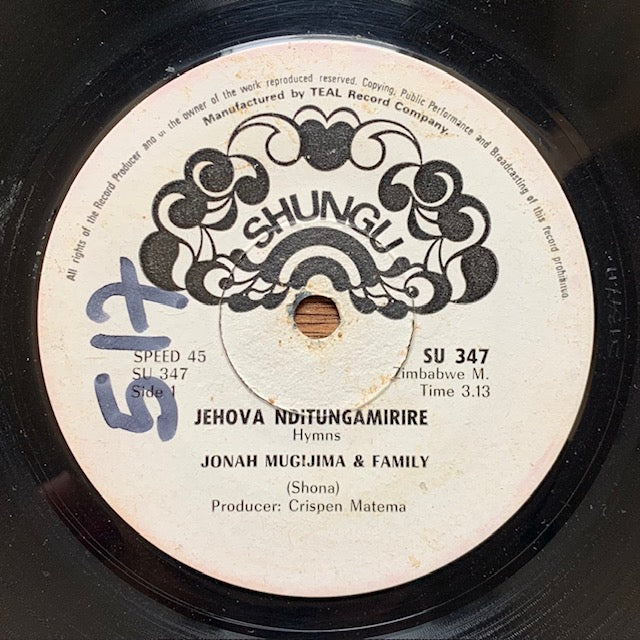 All rights of the Record Producer and of the owner of the work reproduced reserved. Copying, Public Performance and Broadcasting of this record prohibited.
Manufactured by TEAL Record Company.
SHUNGU
517
SPEED 45
SU 347
Side 1
SU 347
Zimbabwe M.
Time 3.13
JEHOVA NDITUNGAMIRIRE
Hymns
JONAH MUGIJIMA & FAMILY
(Shona)
Producer: Crispen Matema